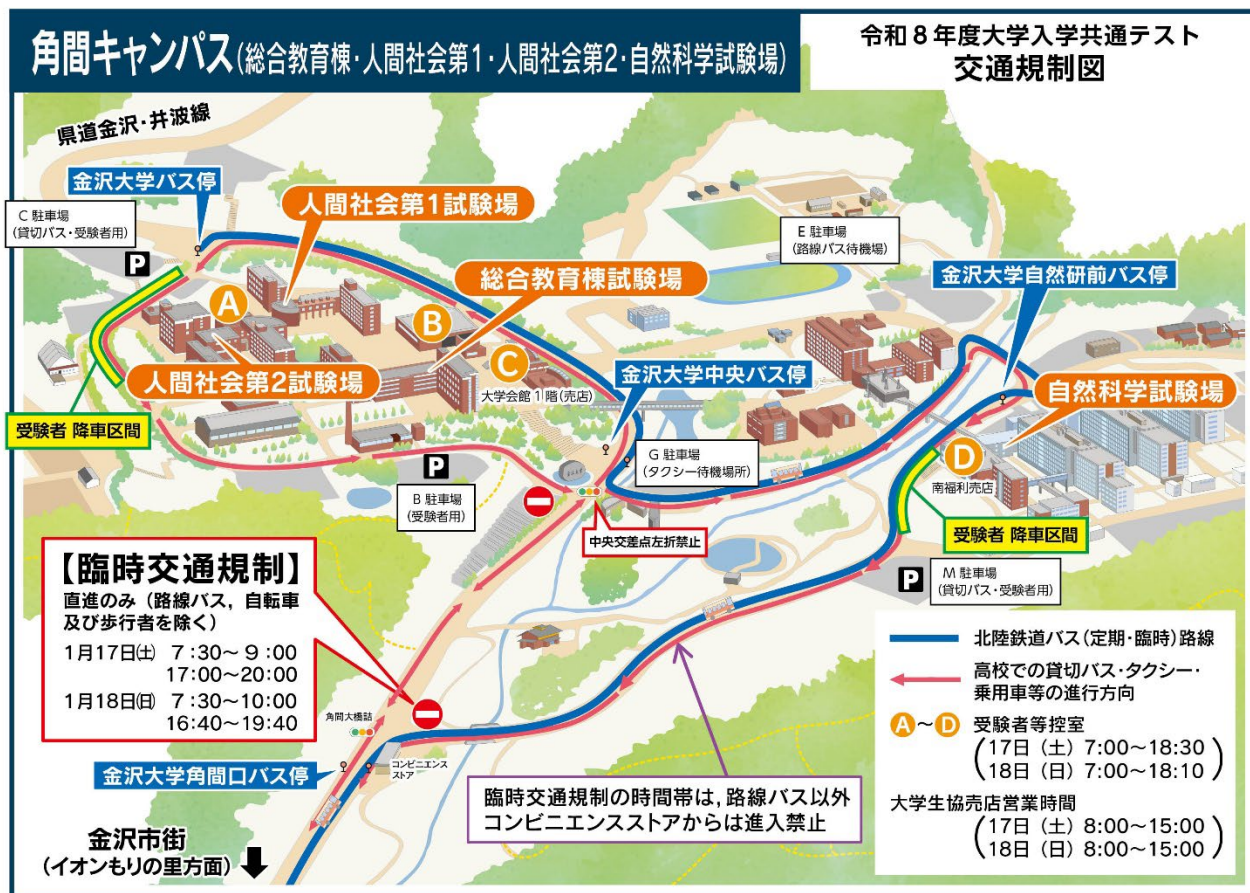 角間キャンパス(総合教育棟・人間社会第1・人間社会第2・自然科学試験場)
令和8年度大学入学共通テスト
交通規制図
県道金沢・井波線
金沢大学バス停
C 駐車場
(貸切バス・受験者用)
P
人間社会第1試験場
E 駐車場
(路線バス待機場)
総合教育棟試験場
金沢大学自然研前バス停
A
B
C
大学会館1階(売店)
人間社会第2試験場
金沢大学中央バス停
自然科学試験場
受験者 降車区間
D
南福利売店
G 駐車場
(タクシー待機場所)
P
B 駐車場
(受験者用)
中央交差点左折禁止
受験者 降車区間
P
M 駐車場
(貸切バス・受験者用)
【臨時交通規制】
直進のみ(路線バス,自転車
及び歩行者を除く)
1月17日(土) 7:30~9:00
17:00~20:00
1月18日(日) 7:30~10:00
16:40~19:40
角間大橋詰
コンビニエンス
ストア
金沢大学角間口バス停
金沢市街
(イオンもりの里方面)
臨時交通規制の時間帯は,路線バス以外
コンビニエンスストアからは進入禁止
北陸鉄道バス(定期・臨時)路線
高校での貸切バス・タクシー・
乗用車等の進行方向
A~D 受験者等控室
(17日(土)7:00~18:30
18日(日)7:00~18:10)
大学生協売店営業時間
(17日(土)8:00~15:00
18日(日)8:00~15:00)